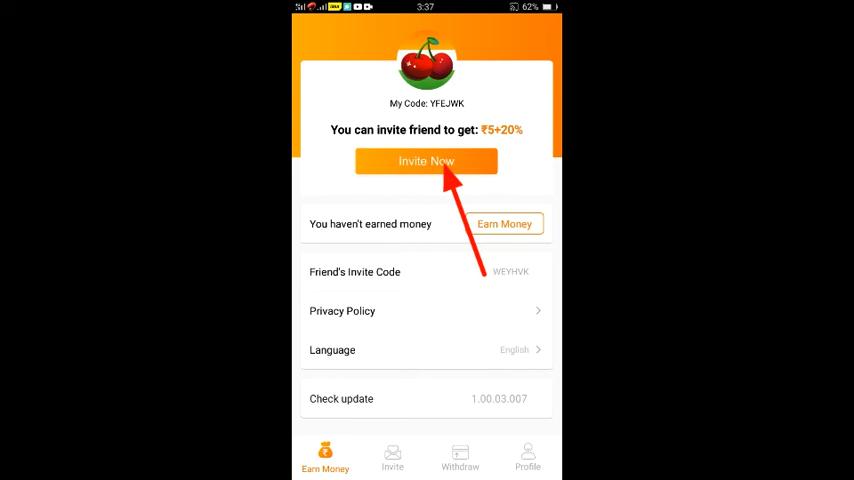 3:37
62%
My Code: YFEJWK
You can invite friend to get: ₹5+20%
Invite Now
You haven't earned money
Earn Money
Friend's Invite Code WEYHVK
Privacy Policy
Language English
Check update 1.00.03.007
Earn Money Invite Withdraw Profile